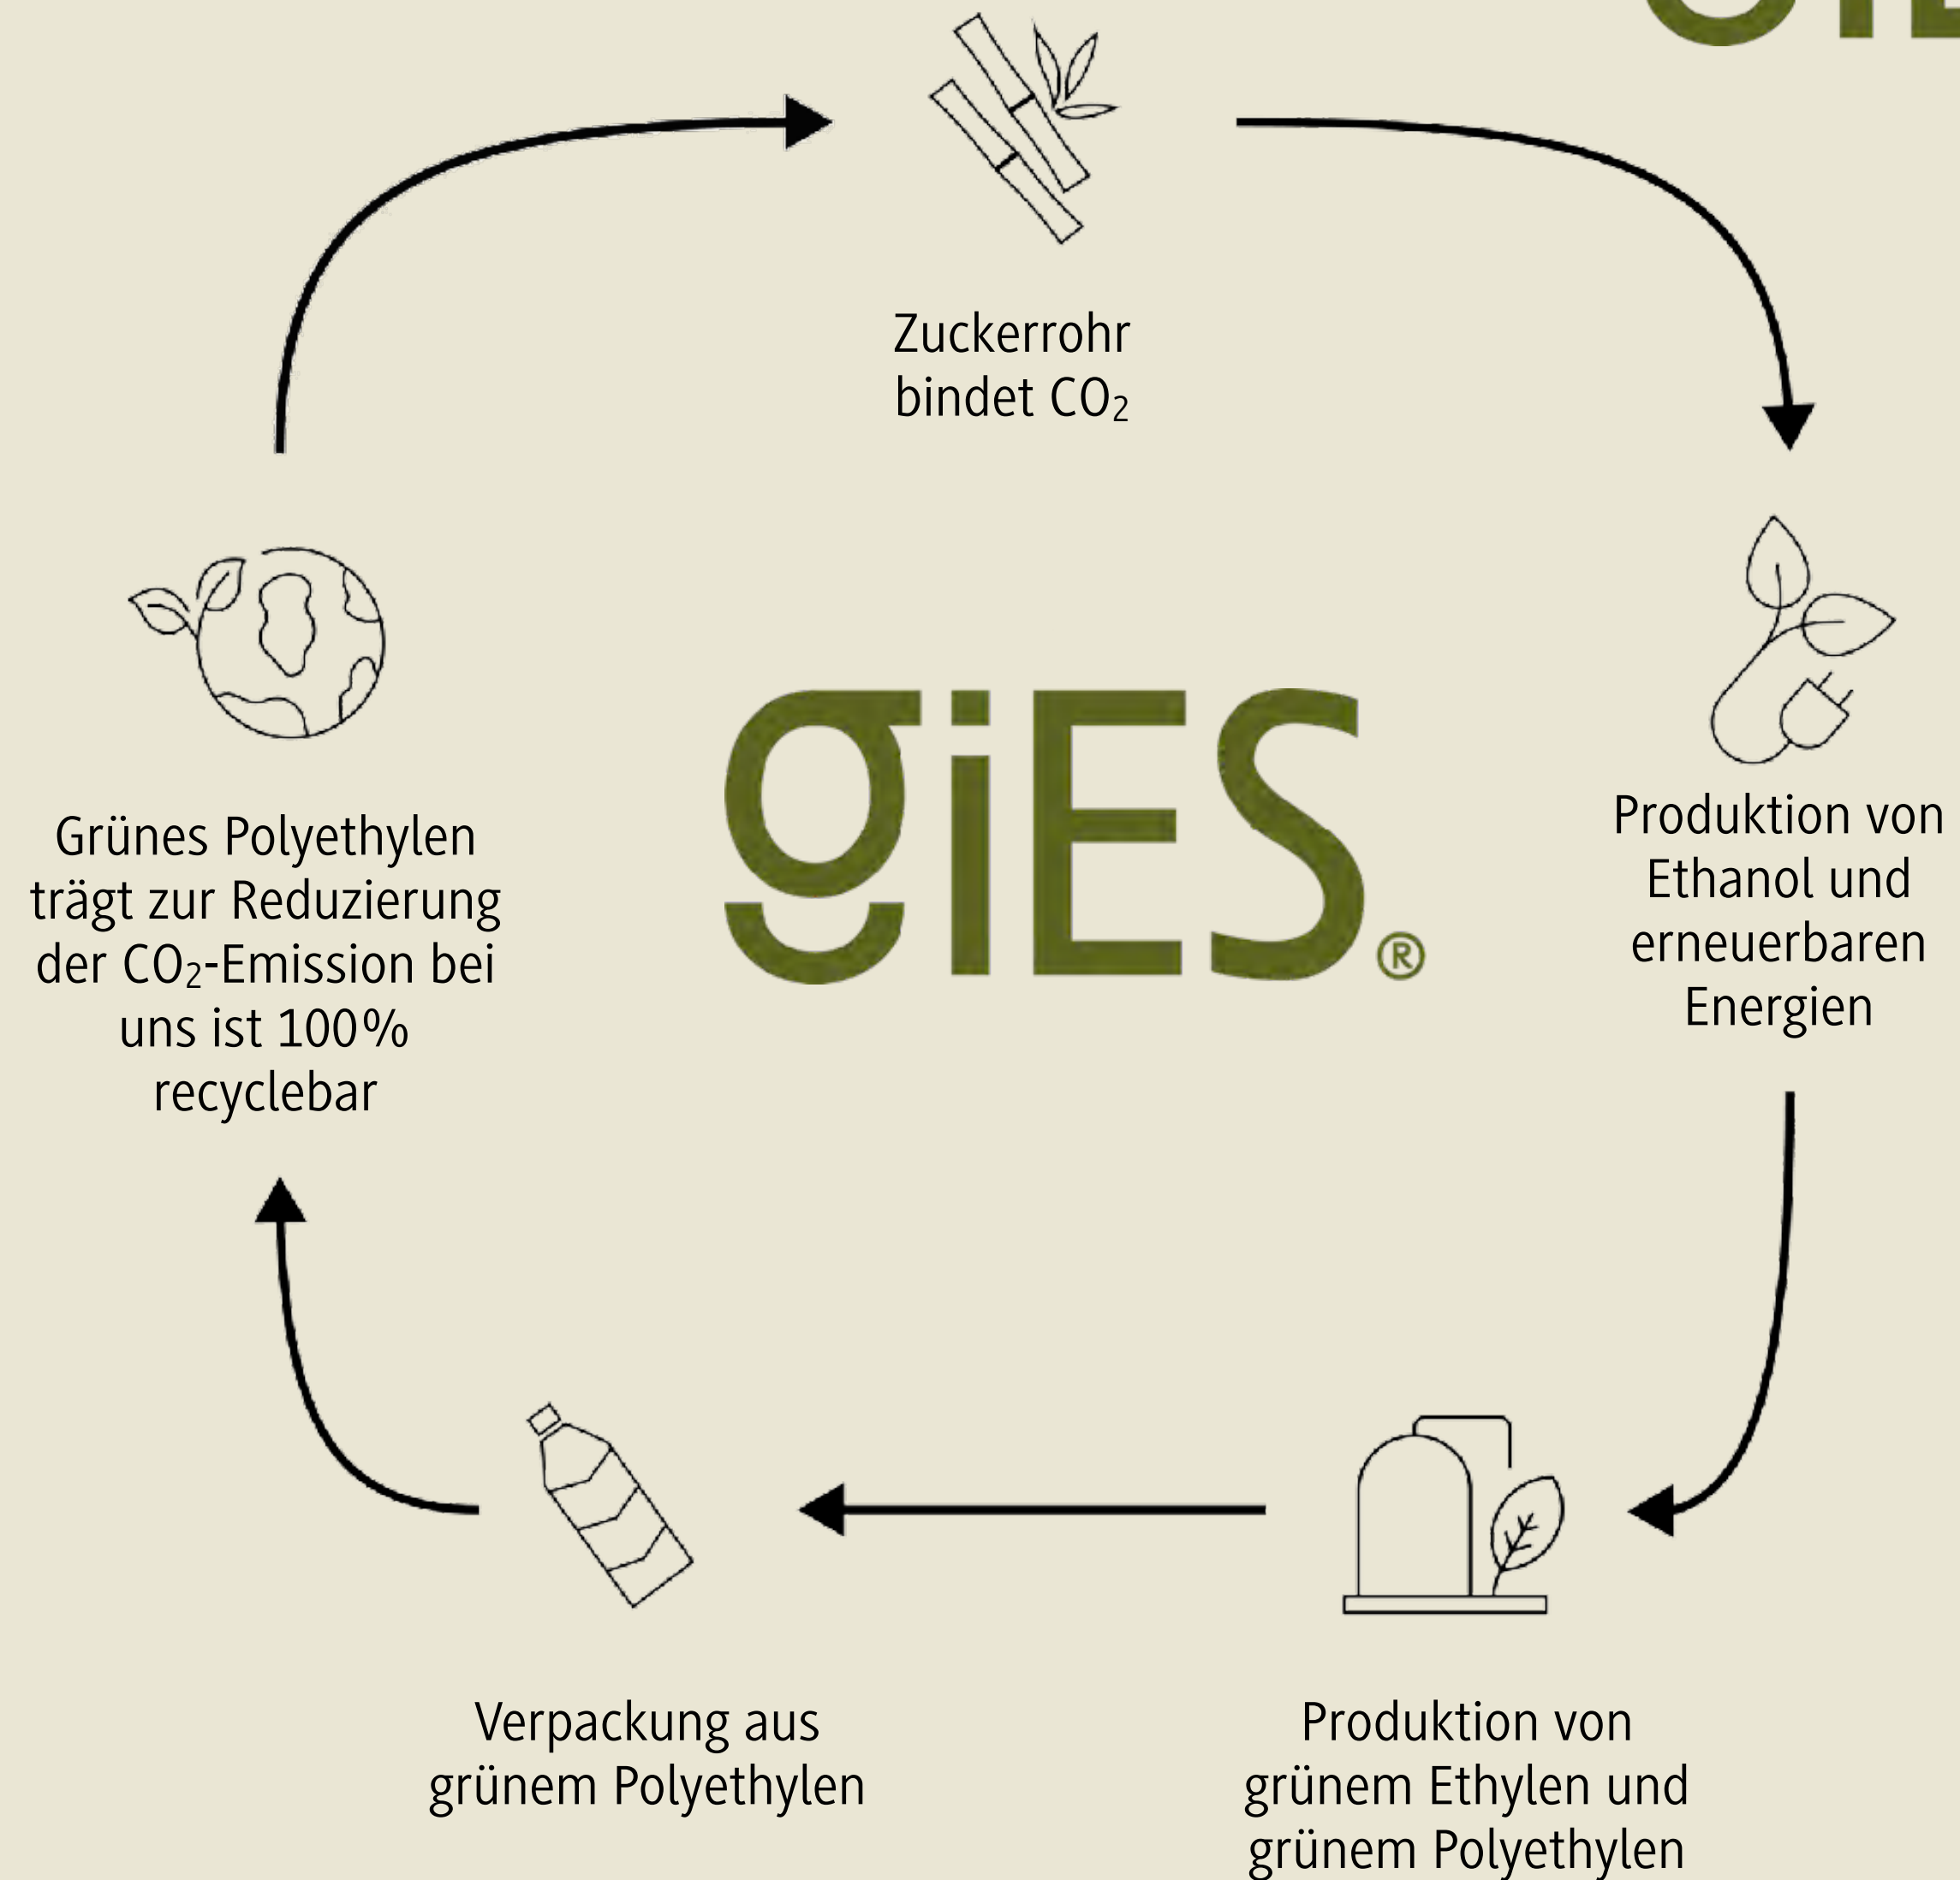 Zuckerrohr
bindet CO₂
Produktion von
Ethanol und
erneuerbaren
Energien
giES®
Grünes Polyethylen
trägt zur Reduzierung
der CO₂-Emission bei
uns ist 100%
recyclebar
Verpackung aus
grünem Polyethylen
Produktion von
grünem Ethylen und
grünem Polyethylen